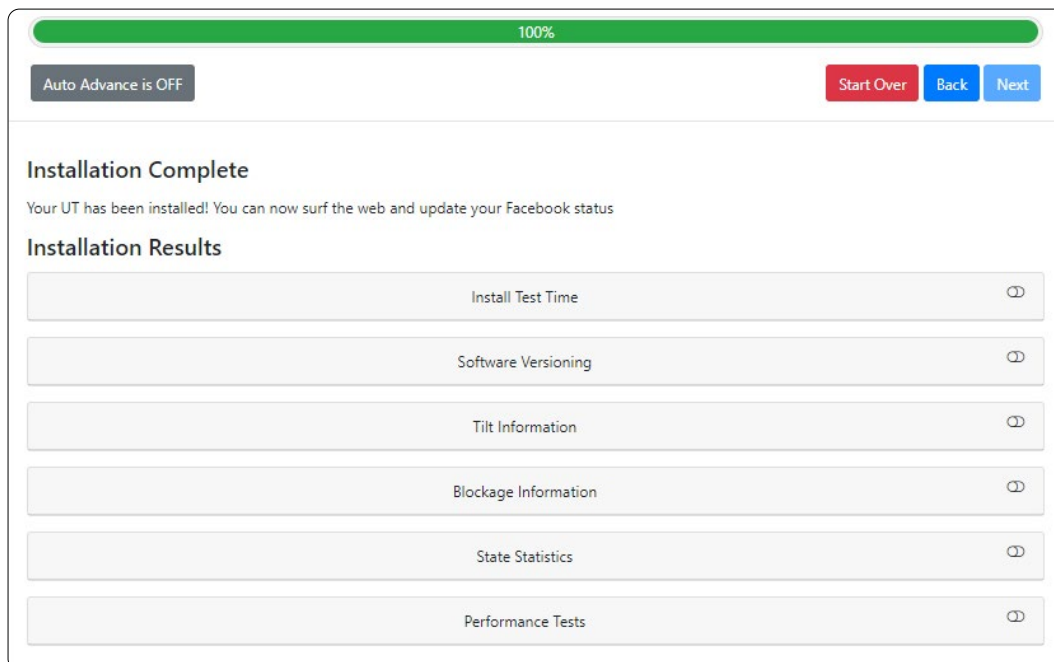 100%
Auto Advance is OFF
Start Over
Back
Next
Installation Complete
Your UT has been installed! You can now surf the web and update your Facebook status
Installation Results
Install Test Time
Software Versioning
Tilt Information
Blockage Information
State Statistics
Performance Tests